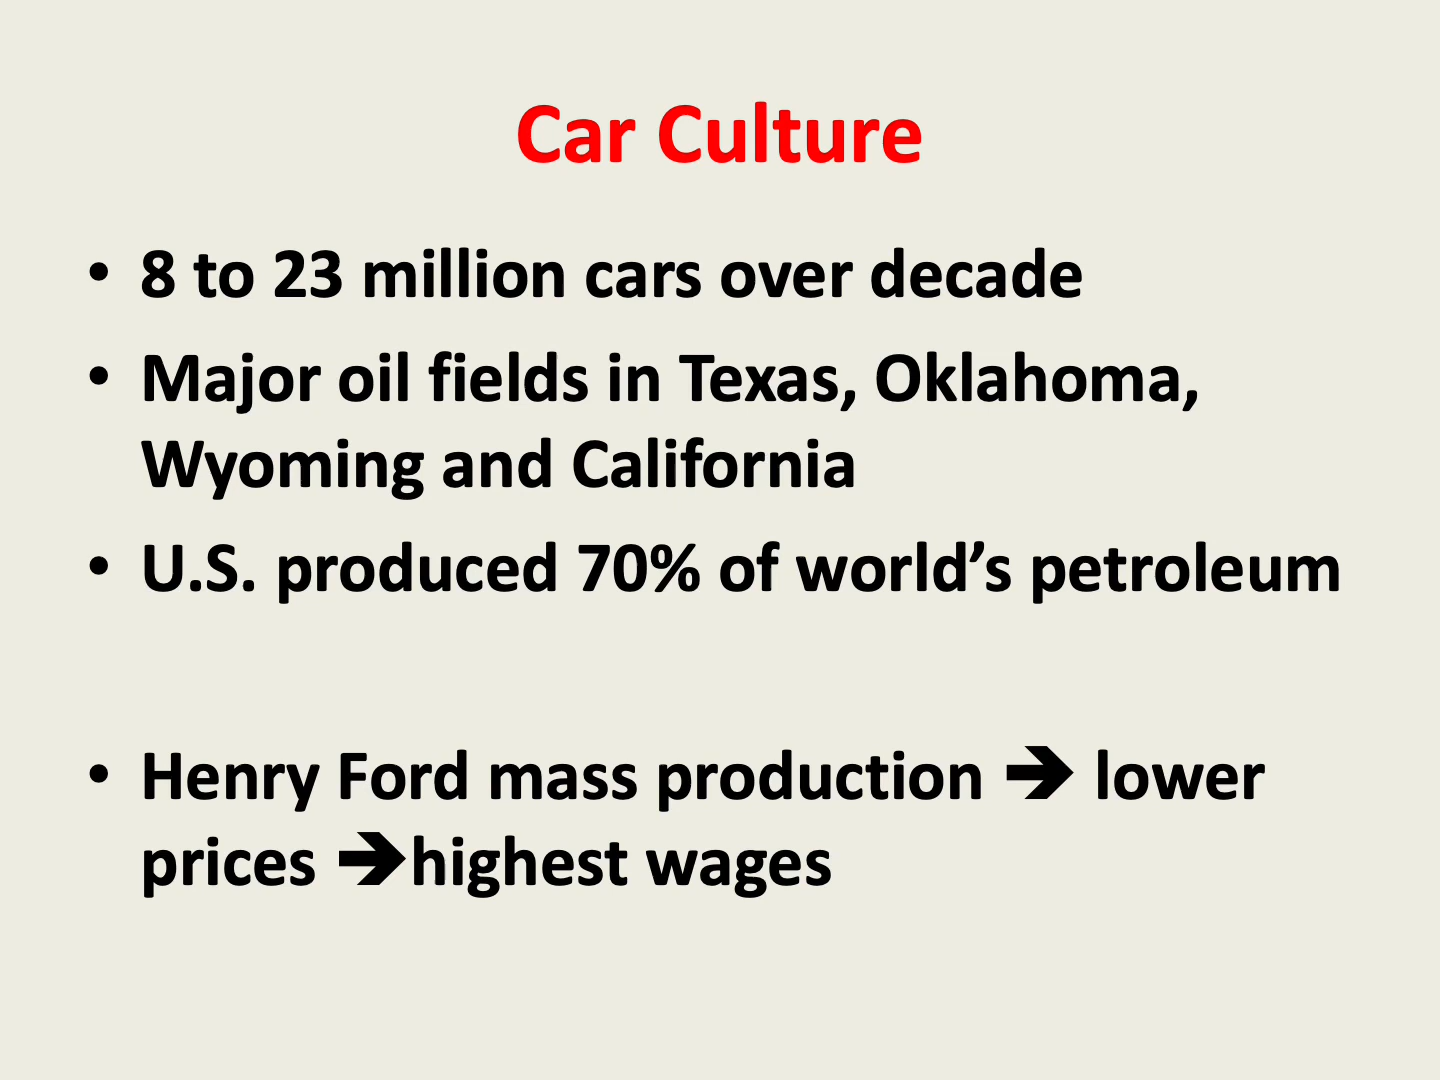 Car Culture
• 8 to 23 million cars over decade
• Major oil fields in Texas, Oklahoma,
Wyoming and California
• U.S. produced 70% of world’s petroleum
• Henry Ford mass production ➔ lower
prices ➔highest wages